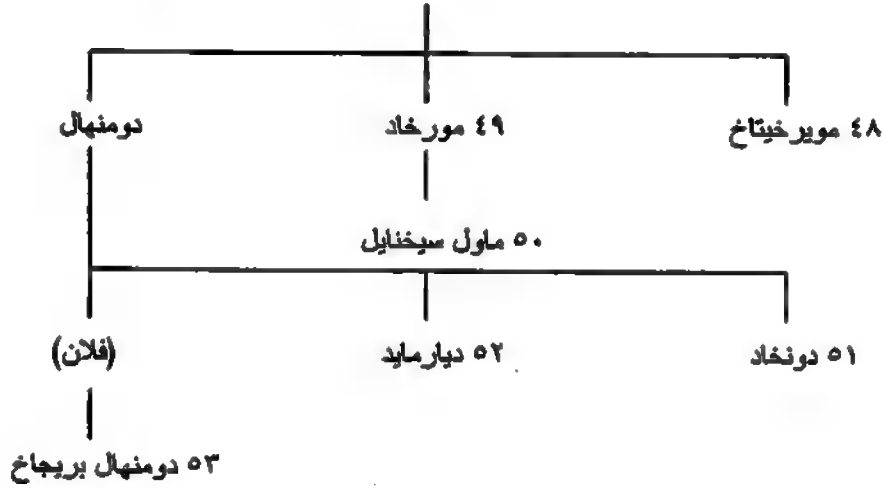 ٤٨ مويرخيتاخ ٤٩ مورخاد دومنهال
٥٠ ماول سيخنايل
٥١ دونخاد ٥٢ ديارمايد (فلان)
٥٣ دومنهال بريجاخ